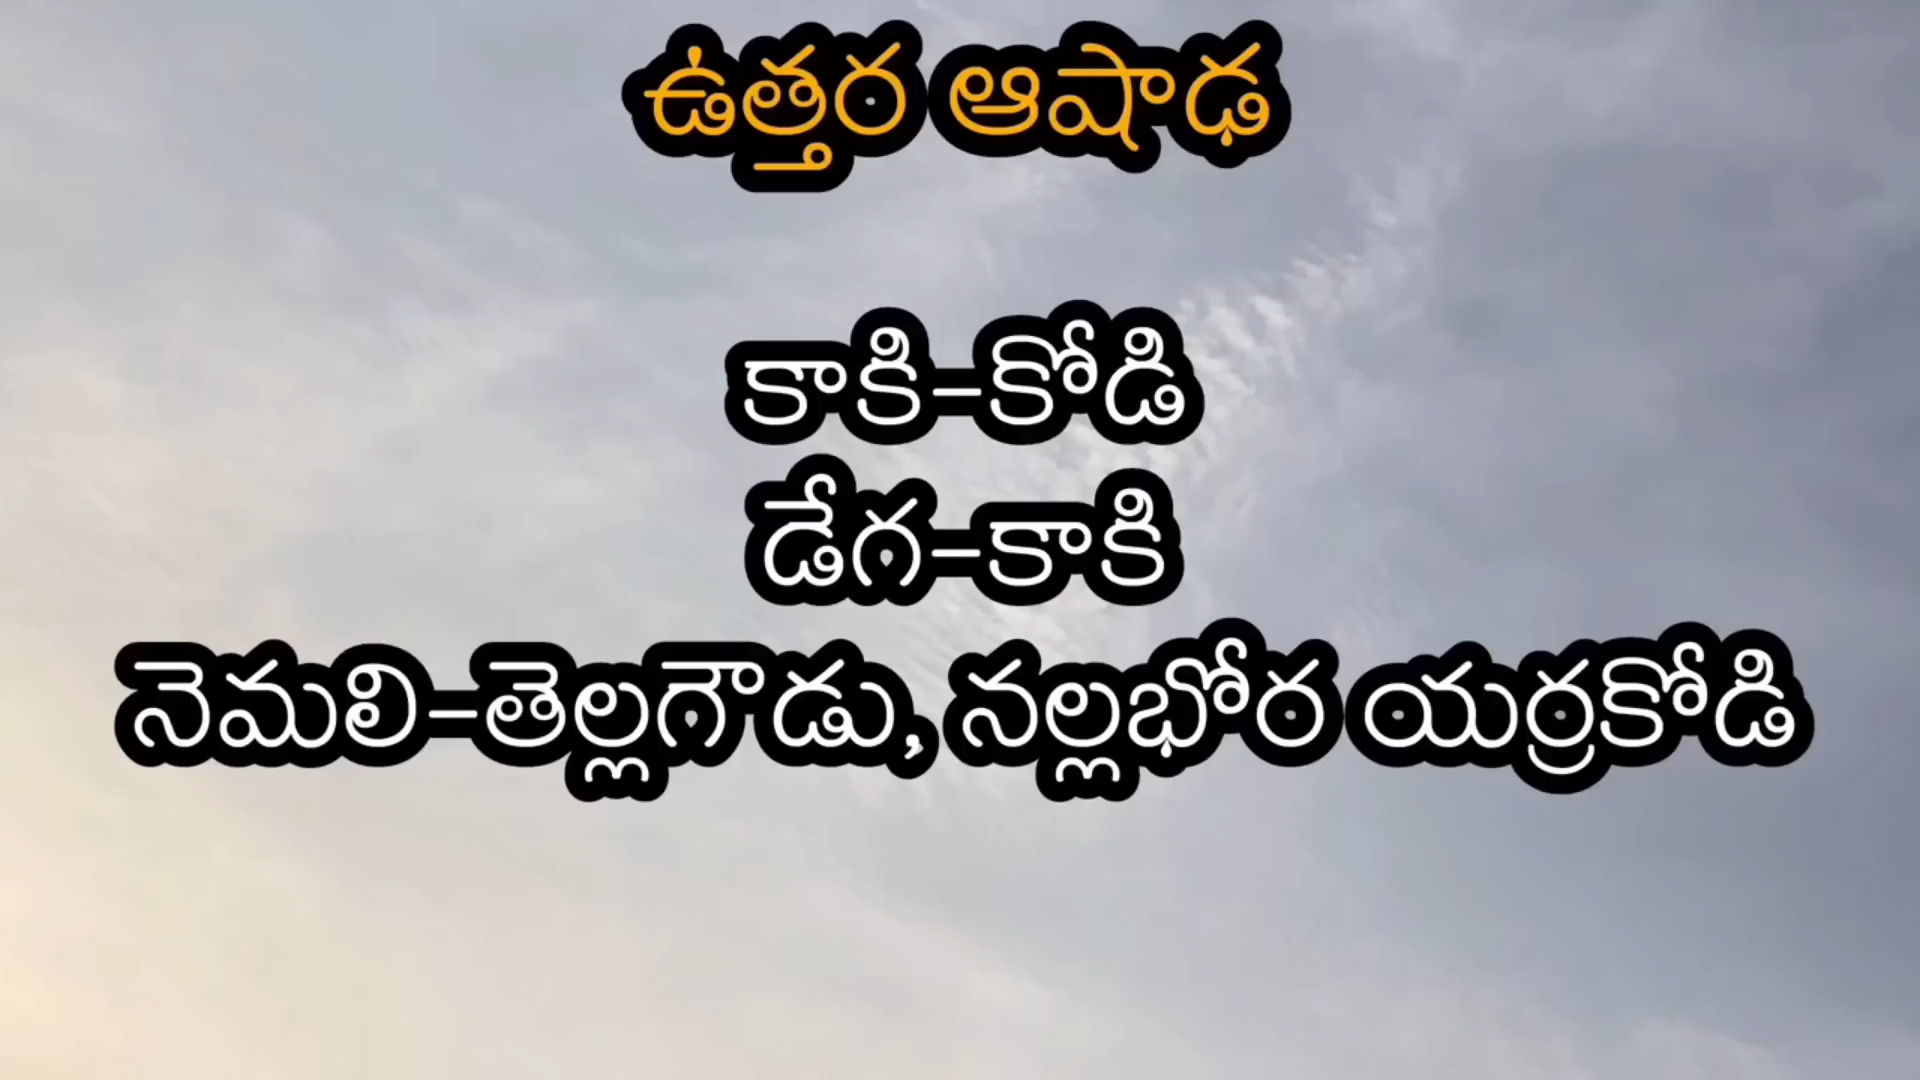 ఉత్తర ఆషాఢ
కాకి-కోడి
డేగ-కాకి
నెమలి-తెల్లగౌడు, నల్లభోర యర్రకోడి